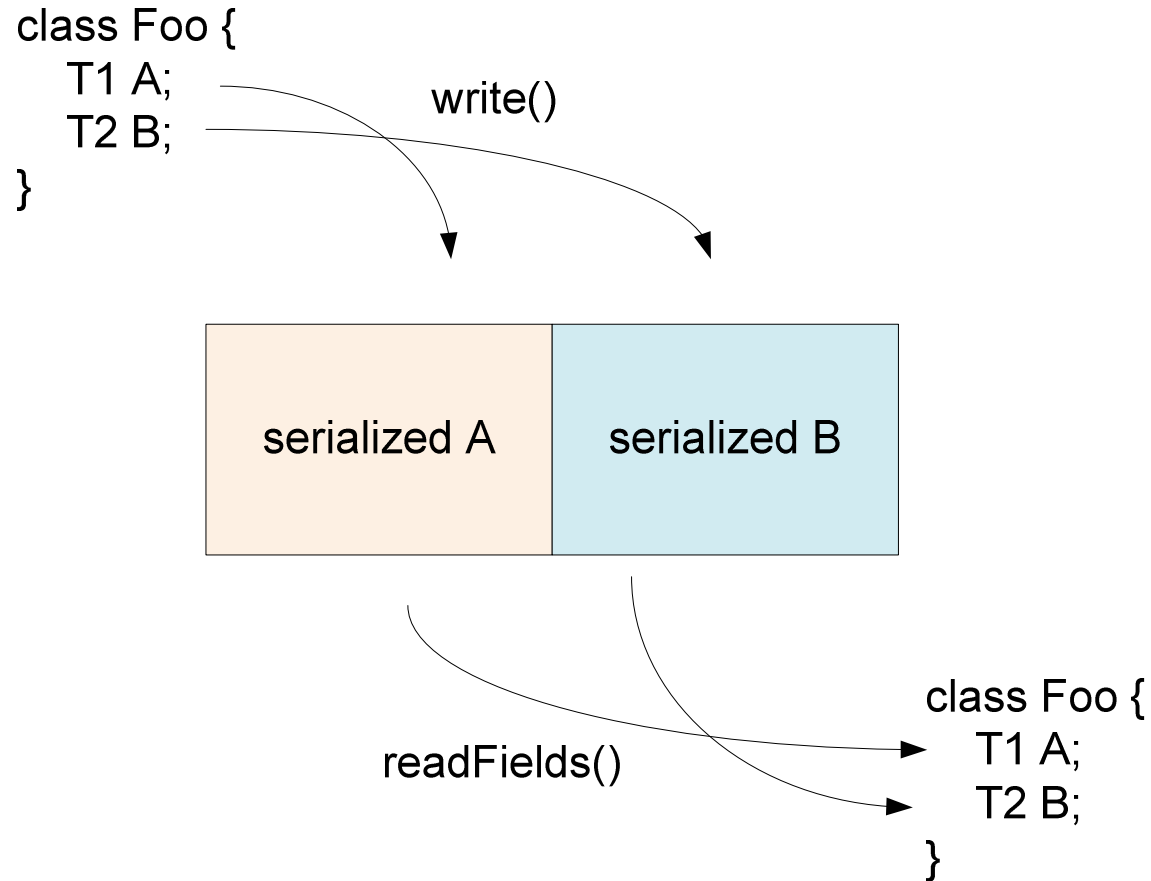 class Foo {
T1 A;
T2 B;
}
write()
serialized A
serialized B
readFields()
class Foo {
T1 A;
T2 B;
}